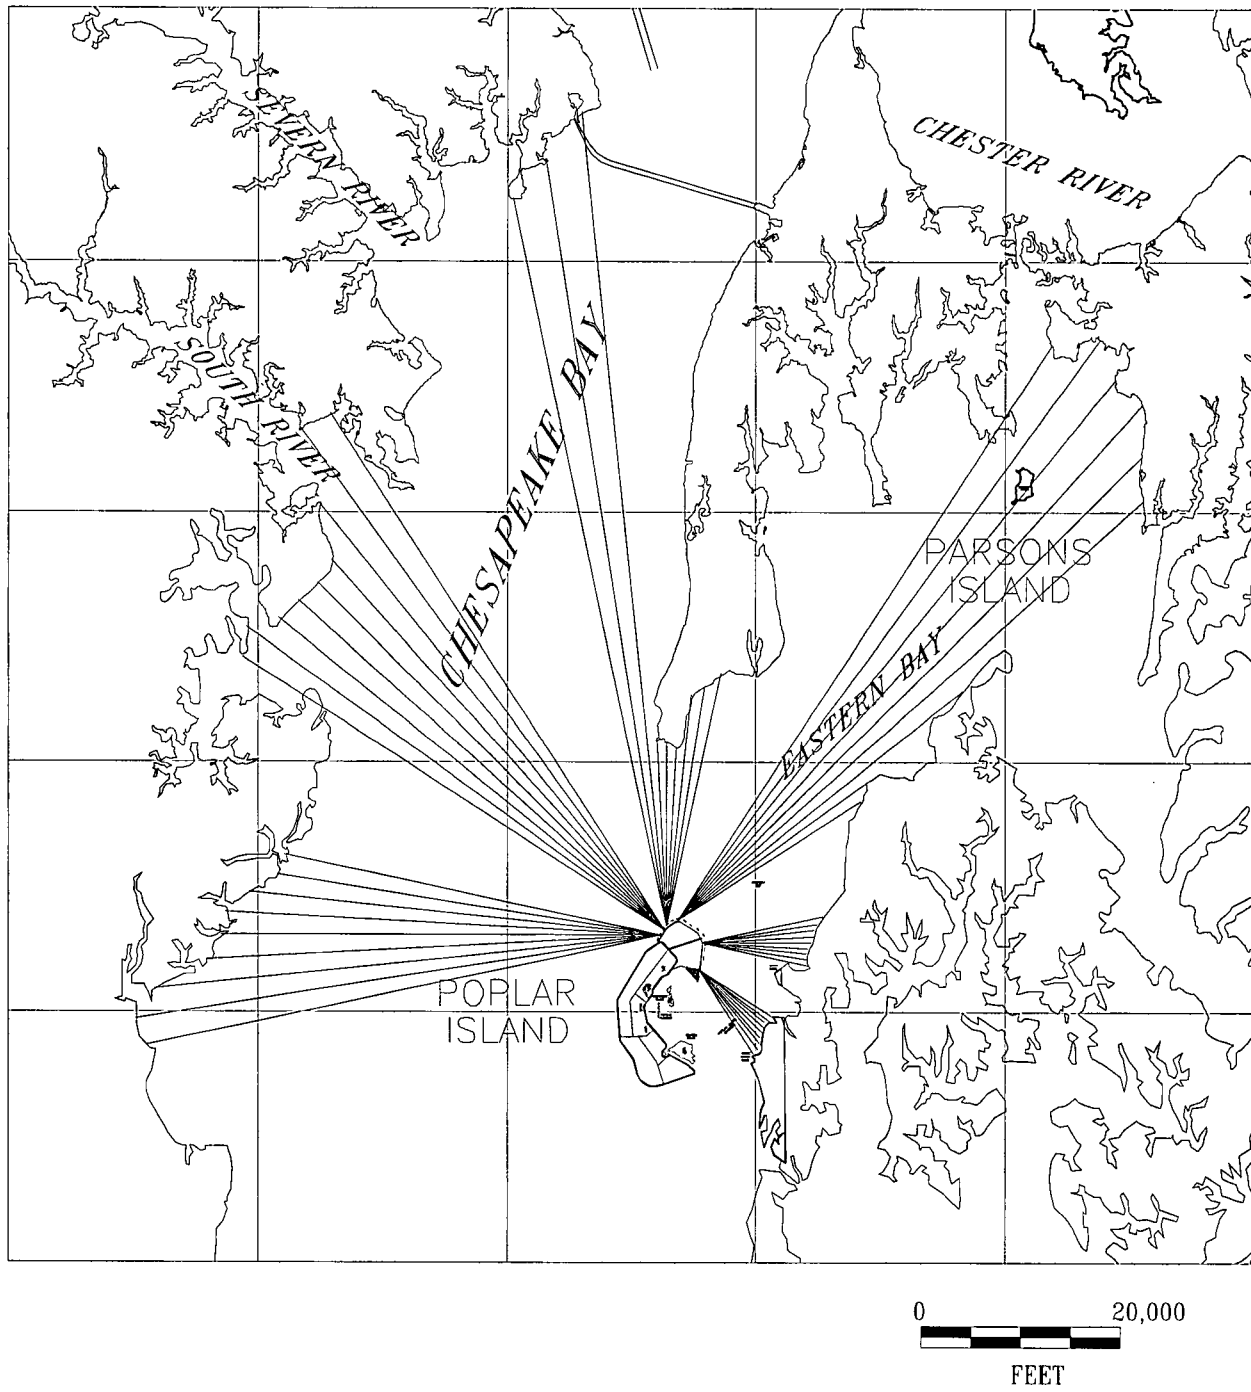 SEVERN RIVER
CHESTER RIVER
SOUTH RIVER
CHESAPEAKE BAY
PARSONS
ISLAND
EASTERN BAY
POPLAR
ISLAND
0 20,000
FEET